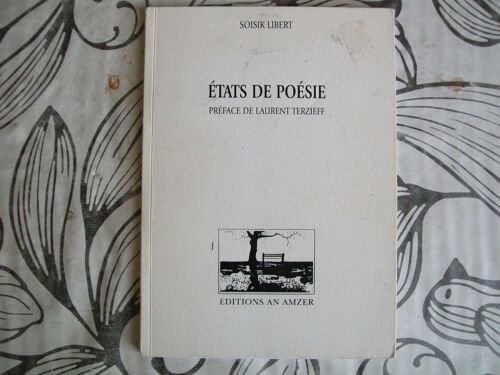 SOISIK LIBERT
ÉTATS DE POÉSIE
PRÉFACE DE LAURENT TERZIEFF
EDITIONS AN AMZER